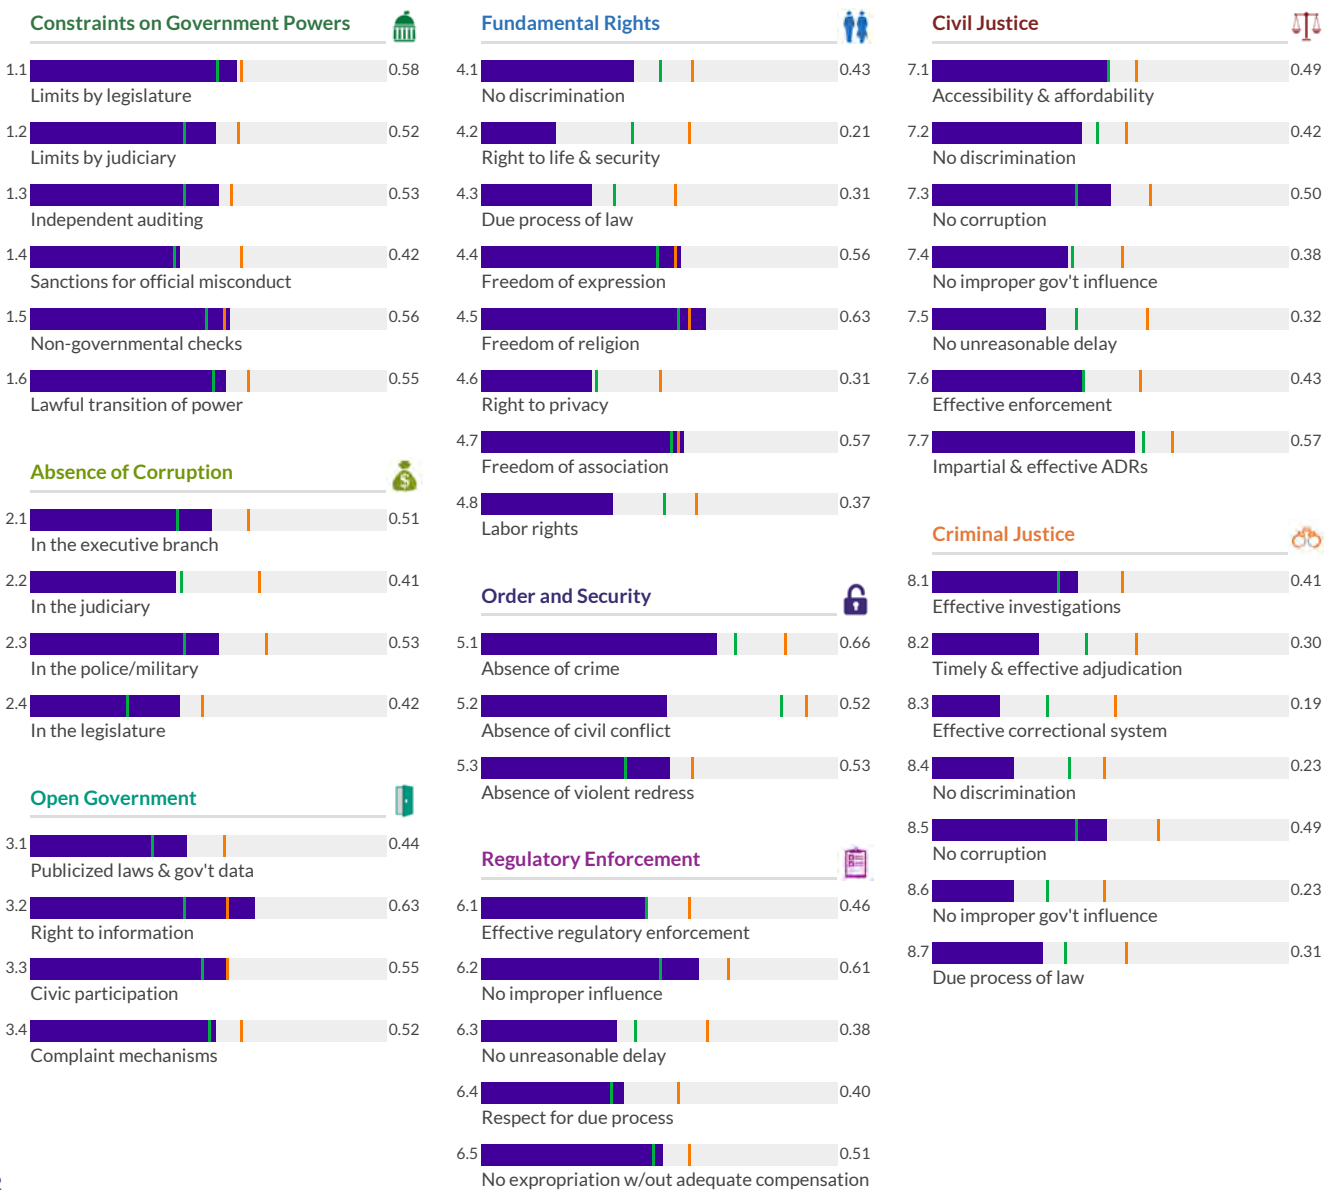 Constraints on Government Powers
1.1 0.58
Limits by legislature
1.2 0.52
Limits by judiciary
1.3 0.53
Independent auditing
1.4 0.42
Sanctions for official misconduct
1.5 0.56
Non-governmental checks
1.6 0.55
Lawful transition of power
Absence of Corruption
2.1 0.51
In the executive branch
2.2 0.41
In the judiciary
2.3 0.53
In the police/military
2.4 0.42
In the legislature
Open Government
3.1 0.44
Publicized laws & gov't data
3.2 0.63
Right to information
3.3 0.55
Civic participation
3.4 0.52
Complaint mechanisms
Fundamental Rights
4.1 0.43
No discrimination
4.2 0.21
Right to life & security
4.3 0.31
Due process of law
4.4 0.56
Freedom of expression
4.5 0.63
Freedom of religion
4.6 0.31
Right to privacy
4.7 0.57
Freedom of association
4.8 0.37
Labor rights
Order and Security
5.1 0.66
Absence of crime
5.2 0.52
Absence of civil conflict
5.3 0.53
Absence of violent redress
Regulatory Enforcement
6.1 0.46
Effective regulatory enforcement
6.2 0.61
No improper influence
6.3 0.38
No unreasonable delay
6.4 0.40
Respect for due process
6.5 0.51
No expropriation w/out adequate compensation
Civil Justice
7.1 0.49
Accessibility & affordability
7.2 0.42
No discrimination
7.3 0.50
No corruption
7.4 0.38
No improper gov't influence
7.5 0.32
No unreasonable delay
7.6 0.43
Effective enforcement
7.7 0.57
Impartial & effective ADRs
Criminal Justice
8.1 0.41
Effective investigations
8.2 0.30
Timely & effective adjudication
8.3 0.19
Effective correctional system
8.4 0.23
No discrimination
8.5 0.49
No corruption
8.6 0.23
No improper gov't influence
8.7 0.31
Due process of law